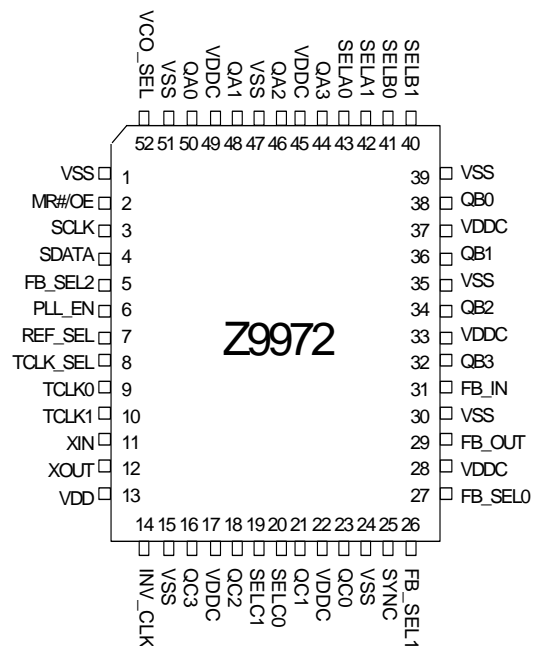 VCO_SEL
VSS
QA0
VDDC
QA1
VSS
QA2
VDDC
QA3
SELA0
SELA1
SELB0
SELB1
52 51 50 49 48 47 46 45 44 43 42 41 40
VSS 1
MR#/OE 2
SCLK 3
SDATA 4
FB_SEL2 5
PLL_EN 6
REF_SEL 7
TCLK_SEL 8
TCLK0 9
TCLK1 10
XIN 11
XOUT 12
VDD 13
Z9972
39 VSS
38 QB0
37 VDDC
36 QB1
35 VSS
34 QB2
33 VDDC
32 QB3
31 FB_IN
30 VSS
29 FB_OUT
28 VDDC
27 FB_SEL0
14 15 16 17 18 19 20 21 22 23 24 25 26
INV_CLK
VSS
QC3
VDDC
QC2
SELC1
SELC0
QC1
VDDC
QC0
VSS
SYNC
FB_SEL1